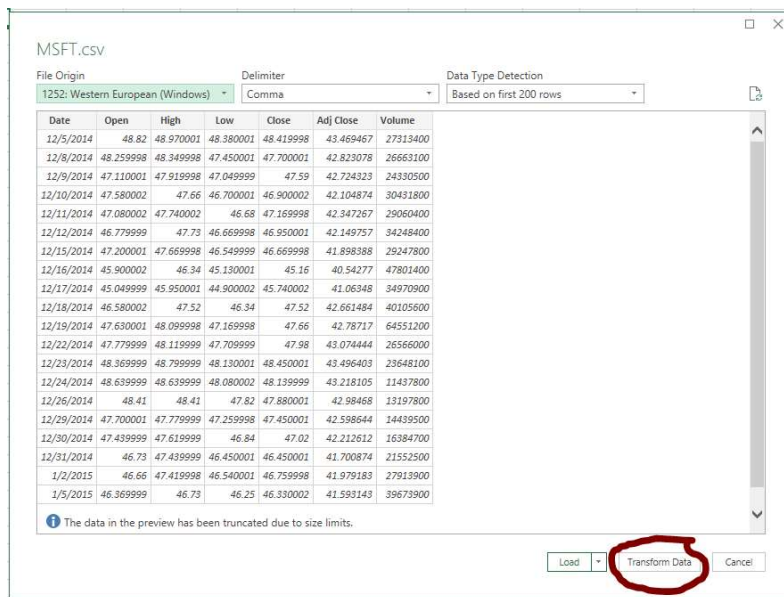 MSFT.csv
File Origin Delimiter Data Type Detection
1252: Western European (Windows) Comma Based on first 200 rows
Date Open High Low Close Adj Close Volume
12/5/2014 48.82 48.970001 48.380001 48.419998 43.469467 27313400
12/8/2014 48.259998 48.349998 47.450001 47.700001 42.823078 26663100
12/9/2014 47.110001 47.919998 47.049999 47.59 42.724323 24330500
12/10/2014 47.580002 47.66 46.700001 46.900002 42.104874 30431800
12/11/2014 47.080002 47.740002 46.68 47.169998 42.347267 29060400
12/12/2014 46.779999 47.73 46.669998 46.950001 42.149757 34248400
12/15/2014 47.200001 47.669998 46.549999 46.669998 41.898388 29247800
12/16/2014 45.900002 46.34 45.130001 45.16 40.54277 47801400
12/17/2014 45.049999 45.950001 44.900002 45.740002 41.06348 34970900
12/18/2014 46.580002 47.52 46.34 47.52 42.661484 40105600
12/19/2014 47.630001 48.099998 47.169998 47.66 42.78717 64551200
12/22/2014 47.779999 48.119999 47.709999 47.98 43.074444 26566000
12/23/2014 48.369999 48.799999 48.130001 48.450001 43.496403 23648100
12/24/2014 48.639999 48.639999 48.080002 48.139999 43.218105 11437800
12/26/2014 48.41 48.41 47.82 47.880001 42.98468 13197800
12/29/2014 47.700001 47.779999 47.259998 47.450001 42.598644 14439500
12/30/2014 47.439999 47.619999 46.84 47.02 42.212612 16384700
12/31/2014 46.73 47.439999 46.450001 46.450001 41.700874 21552500
1/2/2015 46.66 47.419998 46.540001 46.759998 41.979183 27913900
1/5/2015 46.369999 46.73 46.25 46.330002 41.593143 39673900
The data in the preview has been truncated due to size limits.
Load Transform Data Cancel